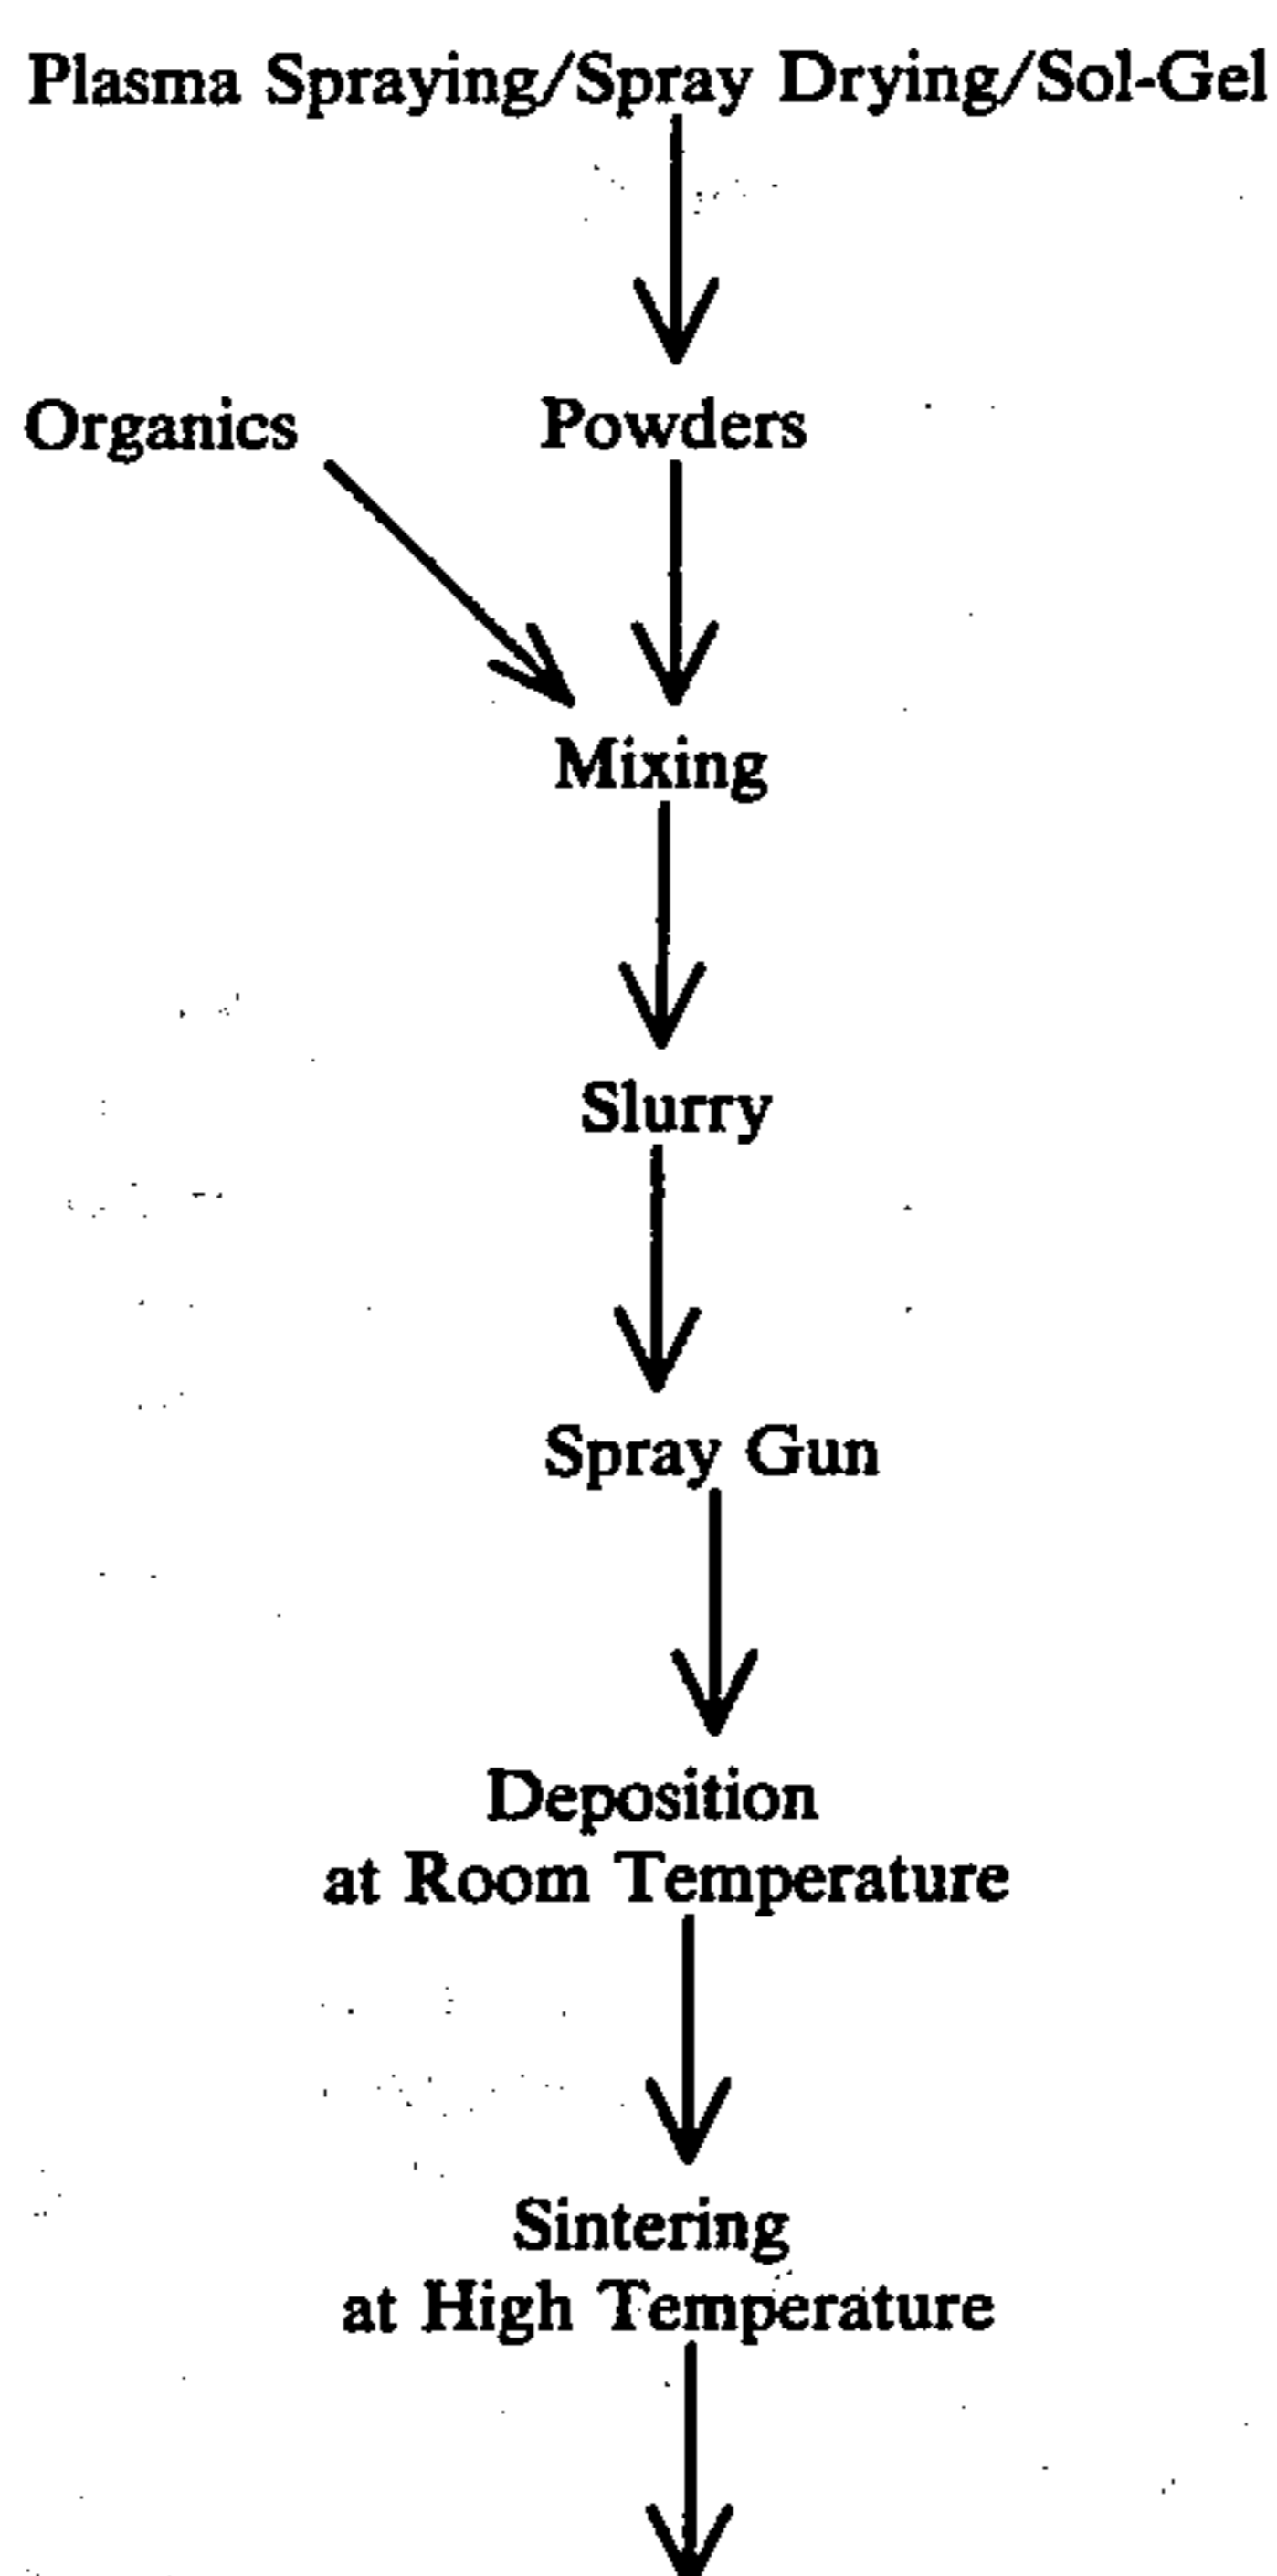 Plasma Spraying/Spray Drying/Sol-Gel
Organics
Powders
Mixing
Slurry
Spray Gun
Deposition
at Room Temperature
Sintering
at High Temperature